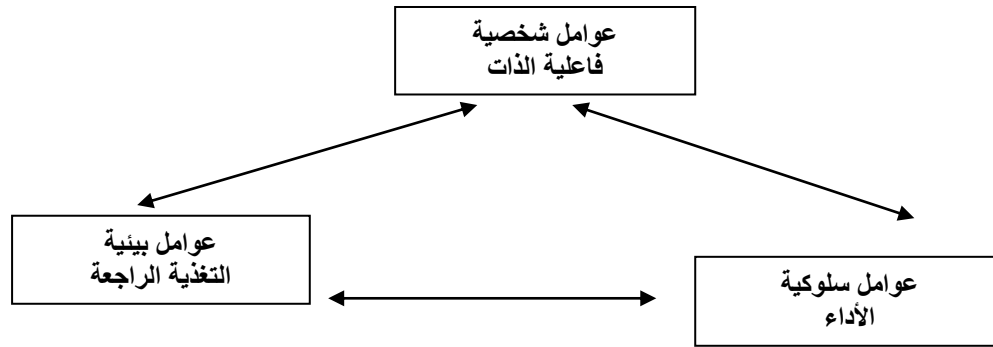 عوامل شخصية
فاعلية الذات
عوامل بيئية
التغذية الراجعة
عوامل سلوكية
الأداء